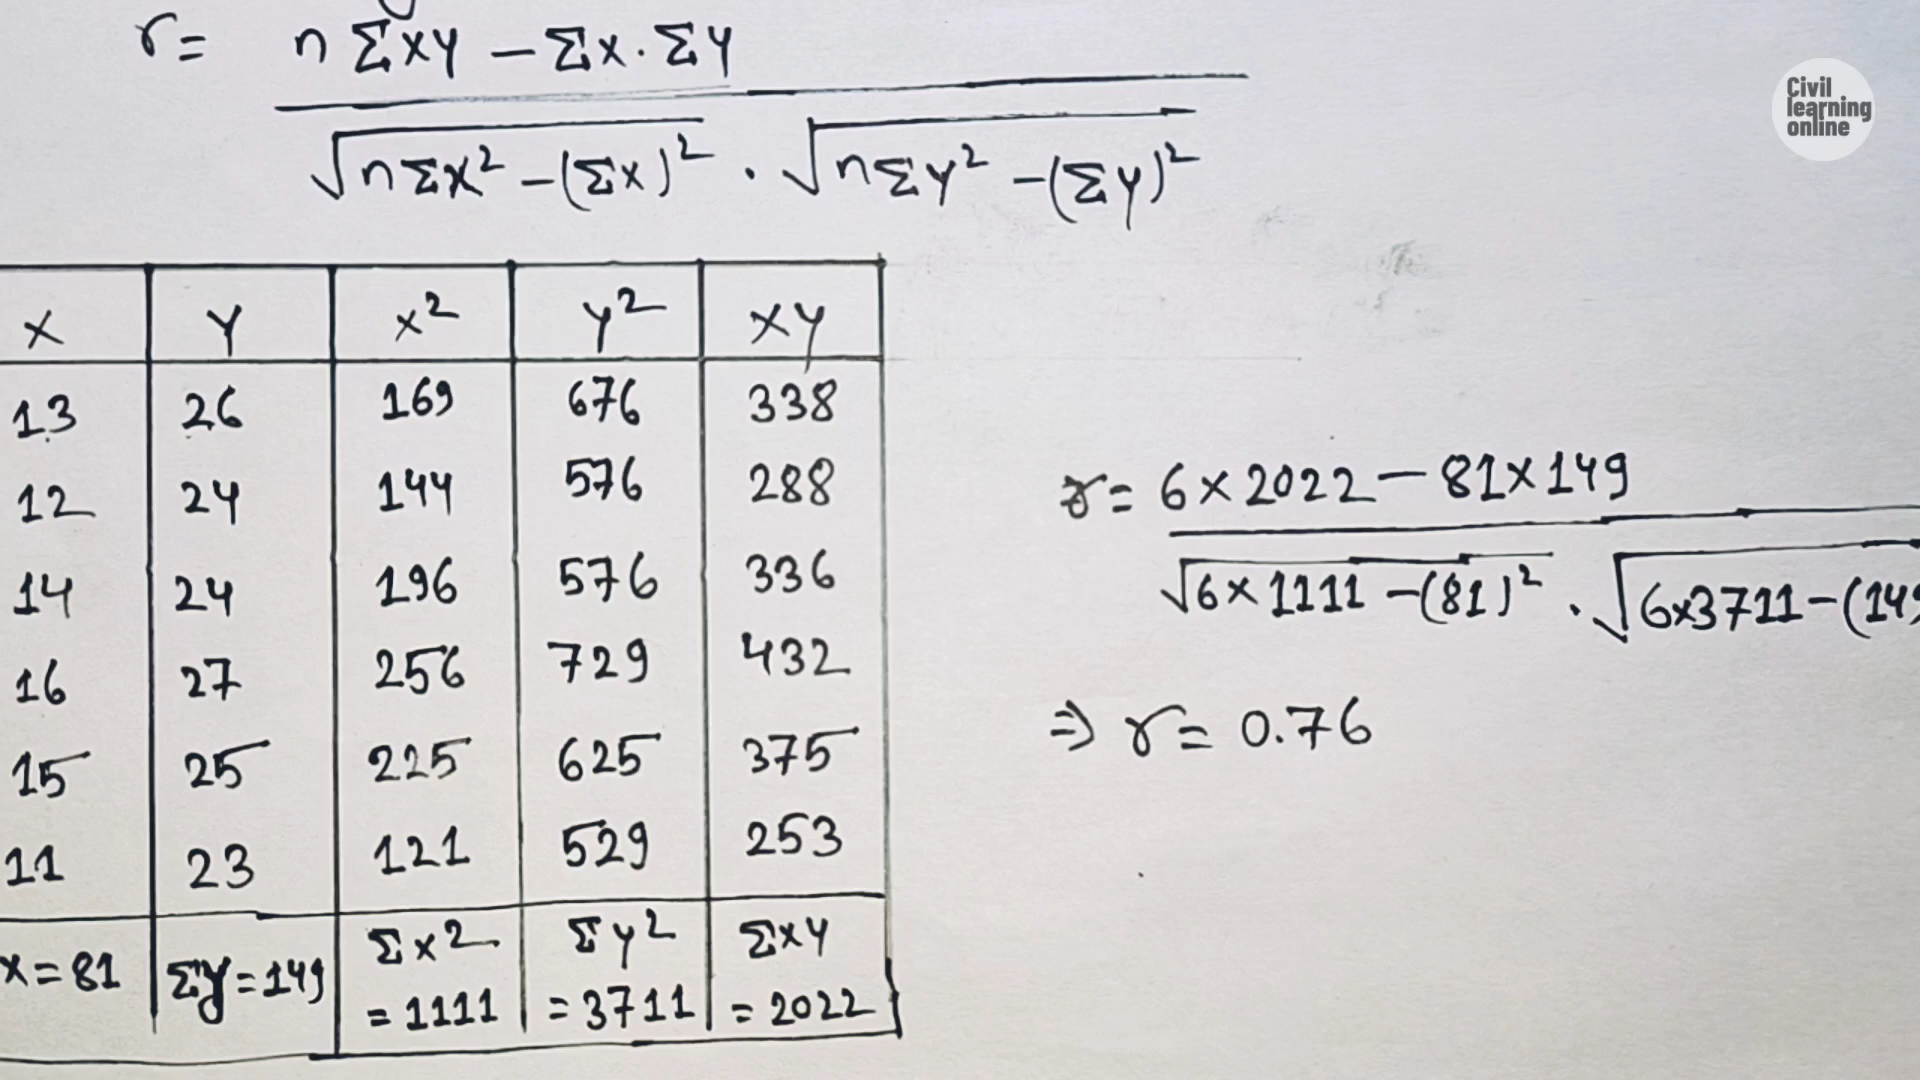 r = n Σxy - Σx · Σy
√nΣx² - (Σx)² · √nΣy² - (Σy)²
Civil
learning
online
x y x² y² xy
13 26 169 676 338
12 24 144 576 288
14 24 196 576 336
16 27 256 729 432
15 25 225 625 375
11 23 121 529 253
x = 81 Σy = 149 Σx² = 1111 Σy² = 3711 Σxy = 2022
r = 6 × 2022 - 81 × 149
√6 × 1111 - (81)² · √6×3711 - (149
⇒ r = 0.76